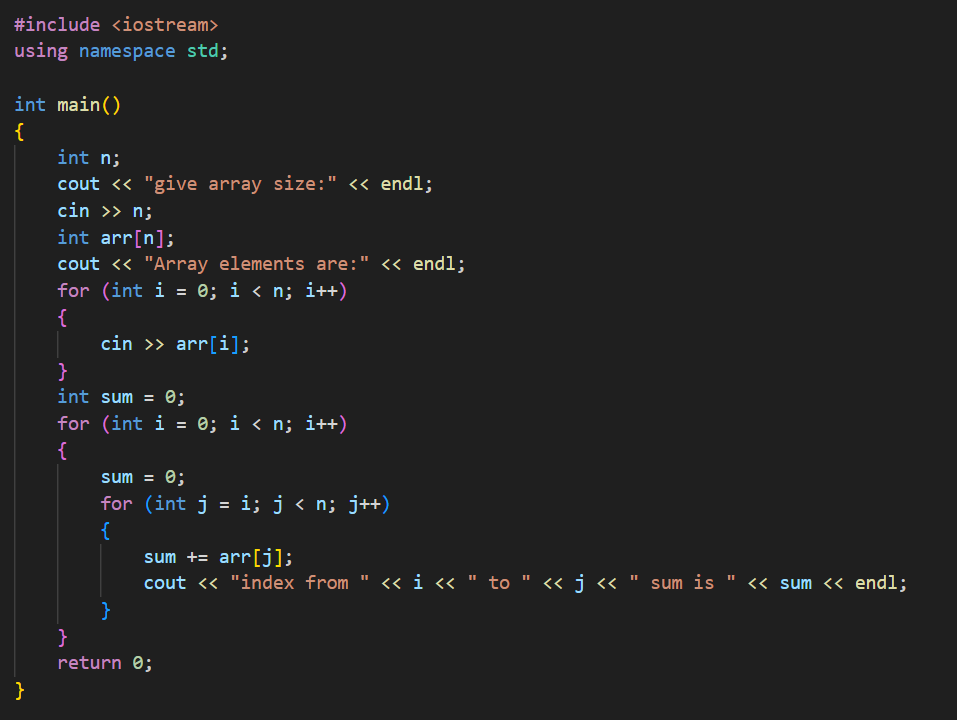 #include <iostream>
using namespace std;

int main()
{
    int n;
    cout << "give array size:" << endl;
    cin >> n;
    int arr[n];
    cout << "Array elements are:" << endl;
    for (int i = 0; i < n; i++)
    {
        cin >> arr[i];
    }
    int sum = 0;
    for (int i = 0; i < n; i++)
    {
        sum = 0;
        for (int j = i; j < n; j++)
        {
            sum += arr[j];
            cout << "index from " << i << " to " << j << " sum is " << sum << endl;
        }
    }
    return 0;
}